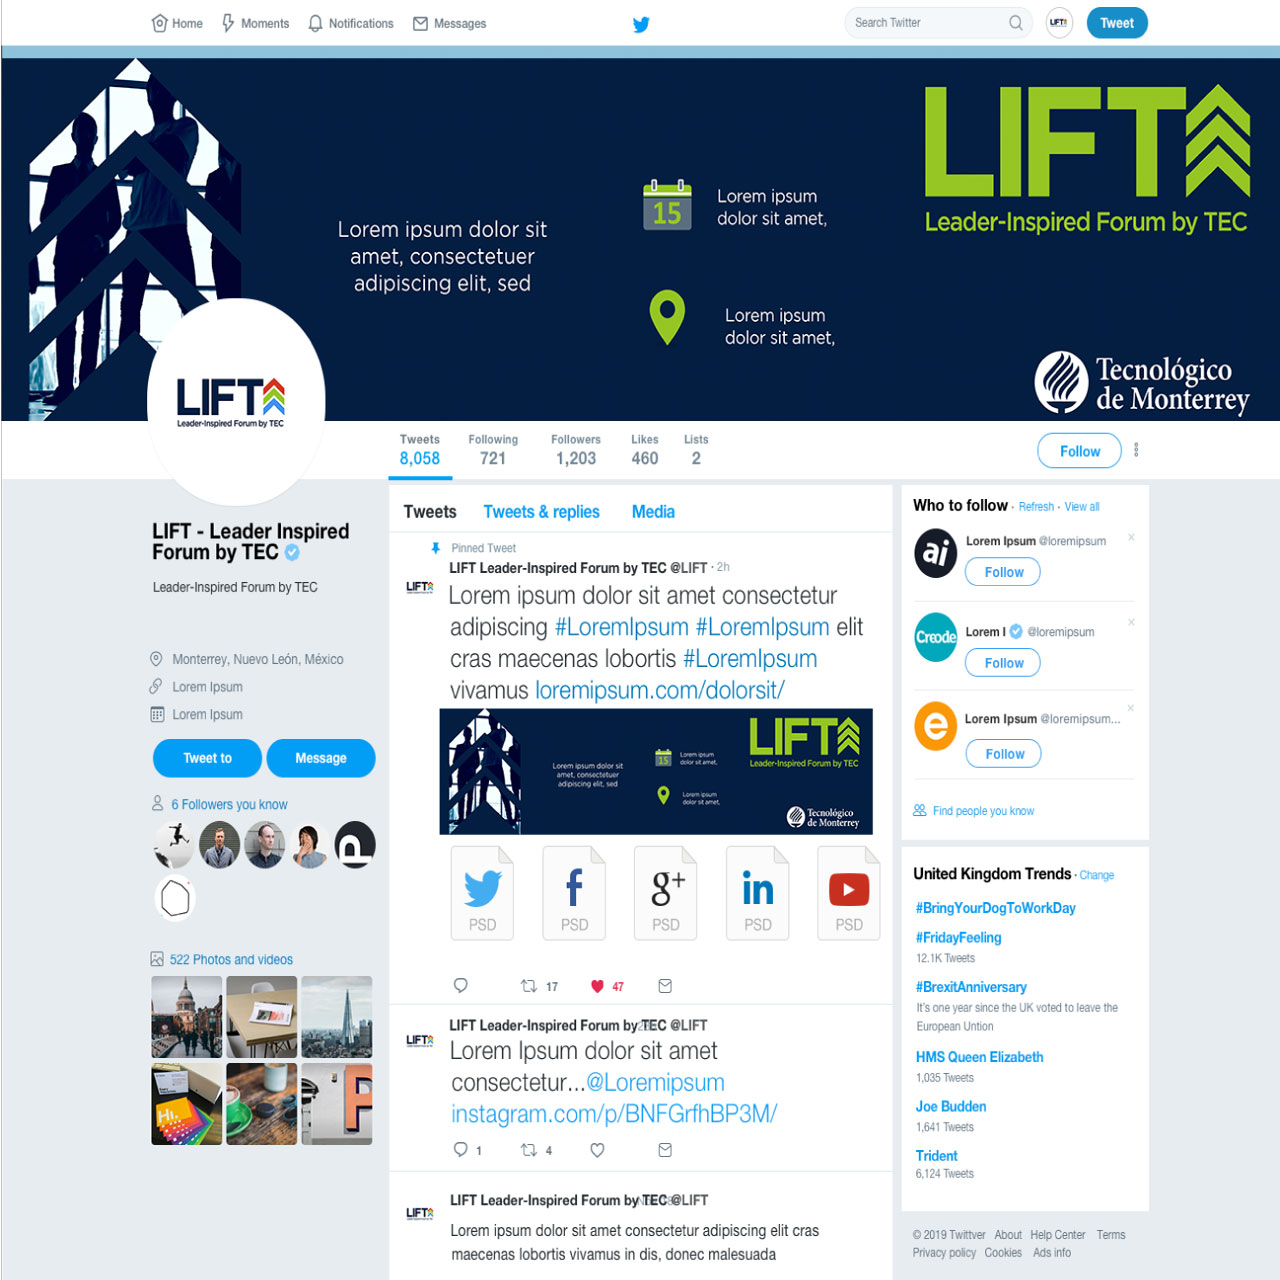 Home
Moments
Notifications
Messages
Search Twitter
LIFT
Tweet
LIFT
Leader-Inspired Forum by TEC
Lorem ipsum dolor sit
amet, consectetuer
adipiscing elit, sed
15
Lorem ipsum
dolor sit amet,
Lorem ipsum
dolor sit amet,
Tecnológico
de Monterrey
LIFT
Leader-Inspired Forum by TEC
Tweets
8,058
Following
721
Followers
1,203
Likes
460
Lists
2
Follow
LIFT - Leader Inspired
Forum by TEC
Leader-Inspired Forum by TEC
Monterrey, Nuevo León, México
Lorem Ipsum
Lorem Ipsum
Tweet to
Message
6 Followers you know
P
522 Photos and videos
Hi.
P
Tweets
Tweets & replies
Media
Pinned Tweet
LIFT Leader-Inspired Forum by TEC @LIFT · 2h
LIFT
Lorem ipsum dolor sit amet consectetur
adipiscing #LoremIpsum #LoremIpsum elit
cras maecenas lobortis #LoremIpsum
vivamus loremipsum.com/dolorsit/
Lorem ipsum dolor sit
amet, consectetuer
adipiscing elit, sed
15
Lorem ipsum
dolor sit amet,
Lorem ipsum
dolor sit amet,
LIFT
Leader-Inspired Forum by TEC
Tecnológico
de Monterrey
PSD
f
PSD
g+
PSD
in
PSD
PSD
17
47
LIFT Leader-Inspired Forum by TEC @LIFT
LIFT
Lorem Ipsum dolor sit amet
consectetur...@Loremipsum
instagram.com/p/BNFGrfhBP3M/
1
4
LIFT Leader-Inspired Forum by TEC @LIFT
LIFT
Lorem ipsum dolor sit amet consectetur adipiscing elit cras
maecenas lobortis vivamus in dis, donec malesuada
Who to follow · Refresh · View all
ai
Lorem Ipsum @loremipsum
x
Follow
Creode
Lorem I @loremipsum
x
Follow
e
Lorem Ipsum @loremipsum...
x
Follow
Find people you know
United Kingdom Trends · Change
#BringYourDogToWorkDay
#FridayFeeling
12.1K Tweets
#BrexitAnniversary
It's one year since the UK voted to leave the
European Untion
HMS Queen Elizabeth
1,035 Tweets
Joe Budden
1,641 Tweets
Trident
6,124 Tweets
© 2019 Twittver About Help Center Terms
Privacy policy Cookies Ads info